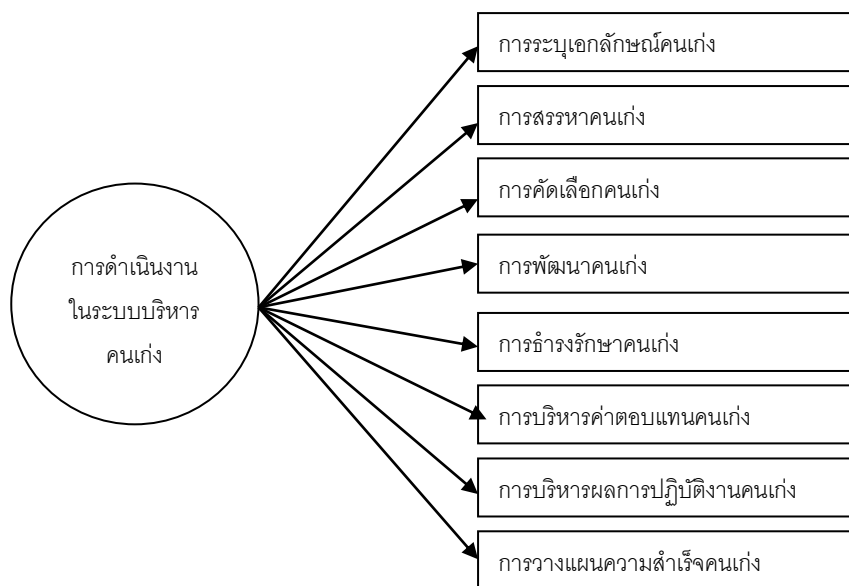 การดำเนินงาน
ในระบบบริหาร
คนเก่ง
การระบุเอกลักษณ์คนเก่ง
การสรรหาคนเก่ง
การคัดเลือกคนเก่ง
การพัฒนาคนเก่ง
การธำรงรักษาคนเก่ง
การบริหารค่าตอบแทนคนเก่ง
การบริหารผลการปฏิบัติงานคนเก่ง
การวางแผนความสำเร็จคนเก่ง